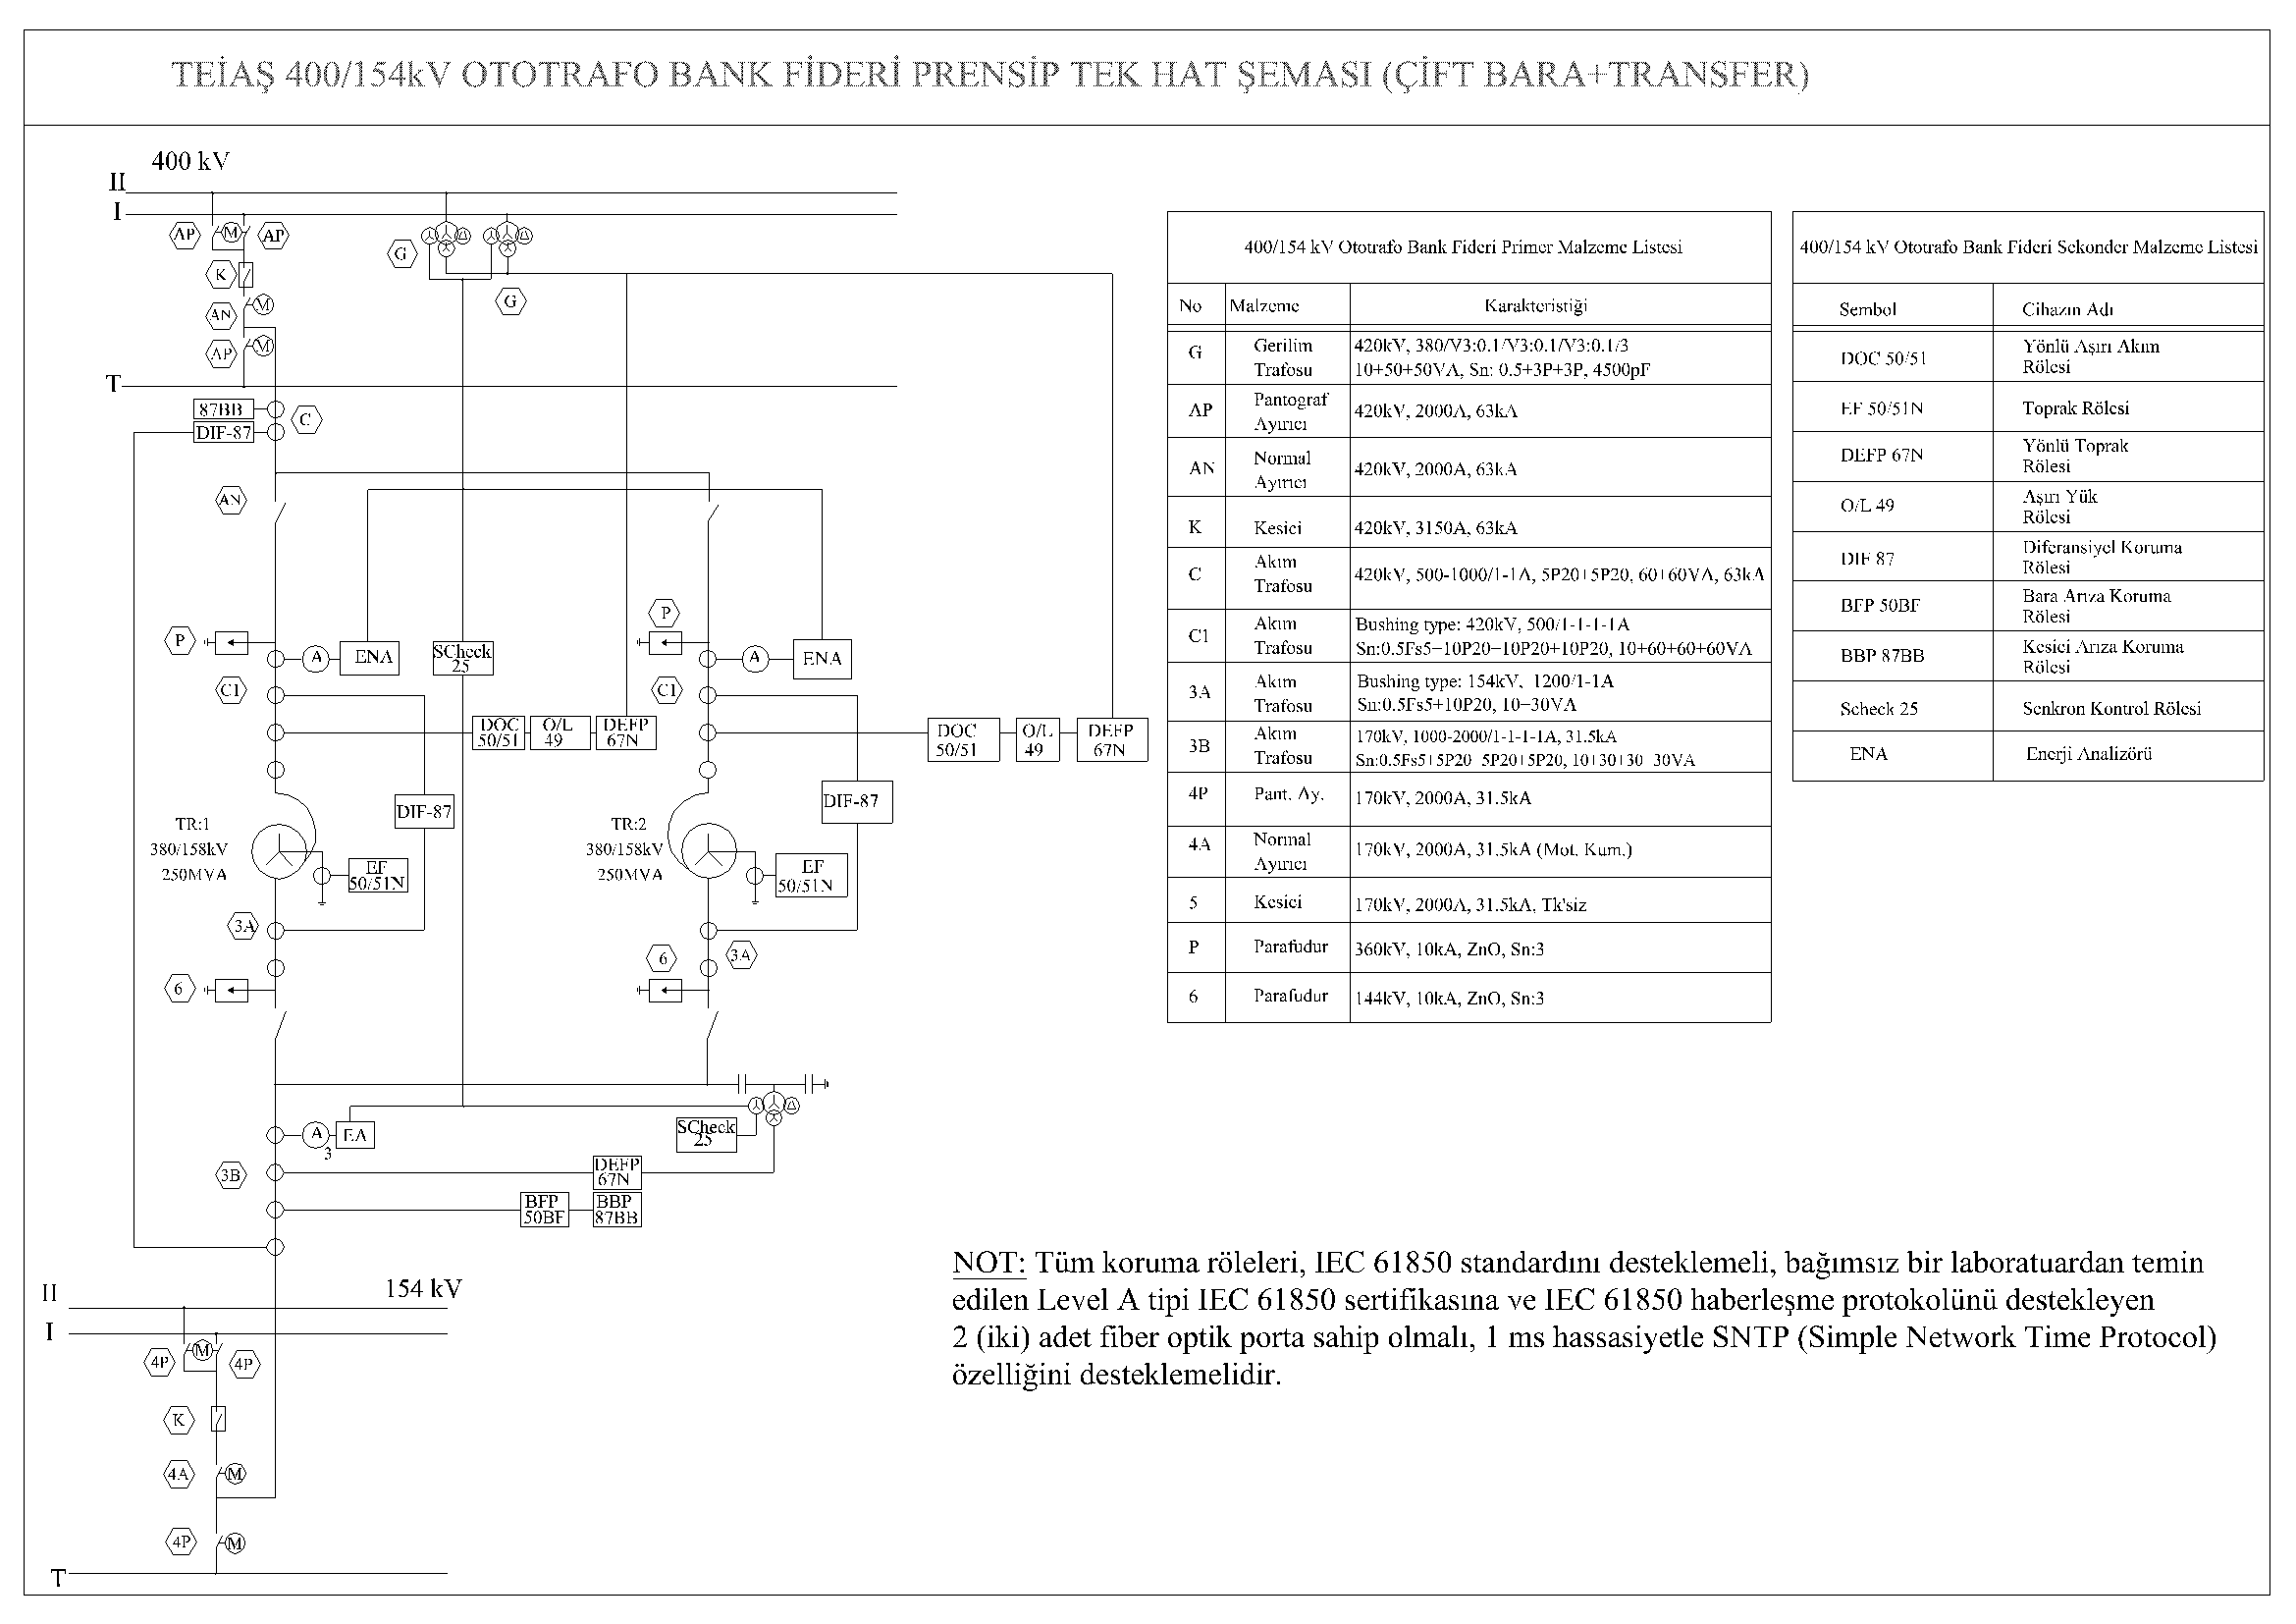 TEİAŞ 400/154kV OTOTRAFO BANK FİDERİ PRENSİP TEK HAT ŞEMASI (ÇİFT BARA+TRANSFER)
400 kV
II
I
AP
M
AP
K
M
AN
AP
M
G
G
T
87BB
DIF-87
C
AN
P
A
ENA
SCheck
25
P
A
ENA
C1
C1
DOC
50/51
O/L
49
DEFP
67N
DOC
50/51
O/L
49
DEFP
67N
DIF-87
DIF-87
TR:1
380/158kV
250MVA
EF
50/51N
TR:2
380/158kV
250MVA
EF
50/51N
3A
6
3A
6
A
3
EA
SCheck
25
3B
DEFP
67N
BFP
50BF
BBP
87BB
II
154 kV
I
4P
M
4P
K
4A
M
4P
M
T
400/154 kV Ototrafo Bank Fideri Primer Malzeme Listesi
No Malzeme Karakteristiği
G Gerilim Trafosu 420kV, 380/V3:0.1/V3:0.1/V3:0.1/3
10+50+50VA, Sn: 0.5+3P+3P, 4500pF
AP Pantograf Ayırıcı 420kV, 2000A, 63kA
AN Normal Ayırıcı 420kV, 2000A, 63kA
K Kesici 420kV, 3150A, 63kA
C Akım Trafosu 420kV, 500-1000/1-1A, 5P20+5P20, 60+60VA, 63kA
C1 Akım Trafosu Bushing type: 420kV, 500/1-1-1-1A
Sn:0.5Fs5+10P20+10P20+10P20, 10+60+60+60VA
3A Akım Trafosu Bushing type: 154kV, 1200/1-1A
Sn:0.5Fs5+10P20, 10+30VA
3B Akım Trafosu 170kV, 1000-2000/1-1-1-1A, 31.5kA
Sn:0.5Fs5+5P20+5P20+5P20, 10+30+30+30VA
4P Pant. Ay. 170kV, 2000A, 31.5kA
4A Normal Ayırıcı 170kV, 2000A, 31.5kA (Mot. Kum.)
5 Kesici 170kV, 2000A, 31.5kA, Tk'siz
P Parafudur 360kV, 10kA, ZnO, Sn:3
6 Parafudur 144kV, 10kA, ZnO, Sn:3
400/154 kV Ototrafo Bank Fideri Sekonder Malzeme Listesi
Sembol Cihazın Adı
DOC 50/51 Yönlü Aşırı Akım Rölesi
EF 50/51N Toprak Rölesi
DEFP 67N Yönlü Toprak Rölesi
O/L 49 Aşırı Yük Rölesi
DIF 87 Diferansiyel Koruma Rölesi
BFP 50BF Bara Arıza Koruma Rölesi
BBP 87BB Kesici Arıza Koruma Rölesi
Scheck 25 Senkron Kontrol Rölesi
ENA Enerji Analizörü
NOT: Tüm koruma röleleri, IEC 61850 standardını desteklemeli, bağımsız bir laboratuardan temin
edilen Level A tipi IEC 61850 sertifikasına ve IEC 61850 haberleşme protokolünü destekleyen
2 (iki) adet fiber optik porta sahip olmalı, 1 ms hassasiyetle SNTP (Simple Network Time Protocol)
özelliğini desteklemelidir.